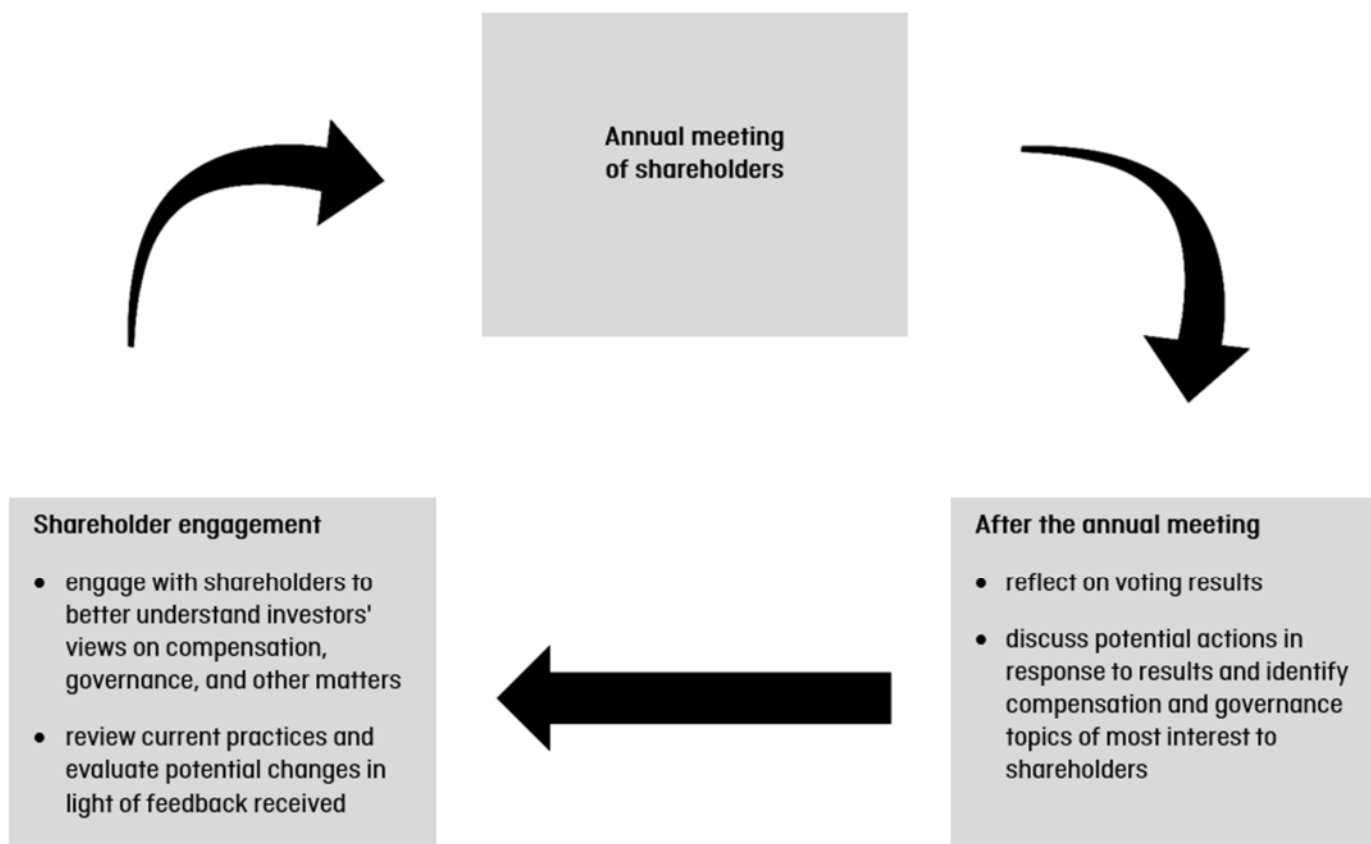 Annual meeting
of shareholders
Shareholder engagement
• engage with shareholders to
better understand investors'
views on compensation,
governance, and other matters
• review current practices and
evaluate potential changes in
light of feedback received
After the annual meeting
• reflect on voting results
• discuss potential actions in
response to results and identify
compensation and governance
topics of most interest to
shareholders